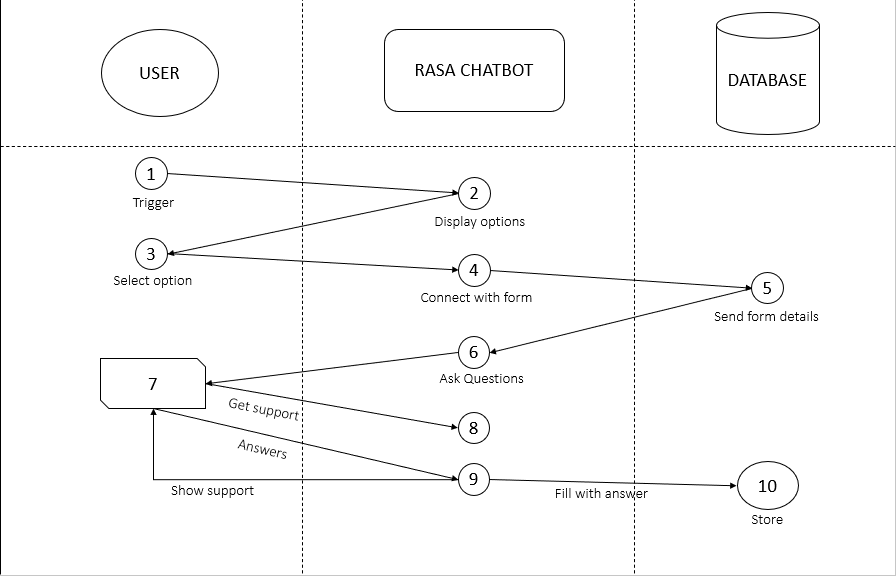 USER
RASA CHATBOT
DATABASE
1
Trigger
2
Display options
3
Select option
4
Connect with form
5
Send form details
6
Ask Questions
7
Get support
8
Answers
9
Show support
Fill with answer
10
Store